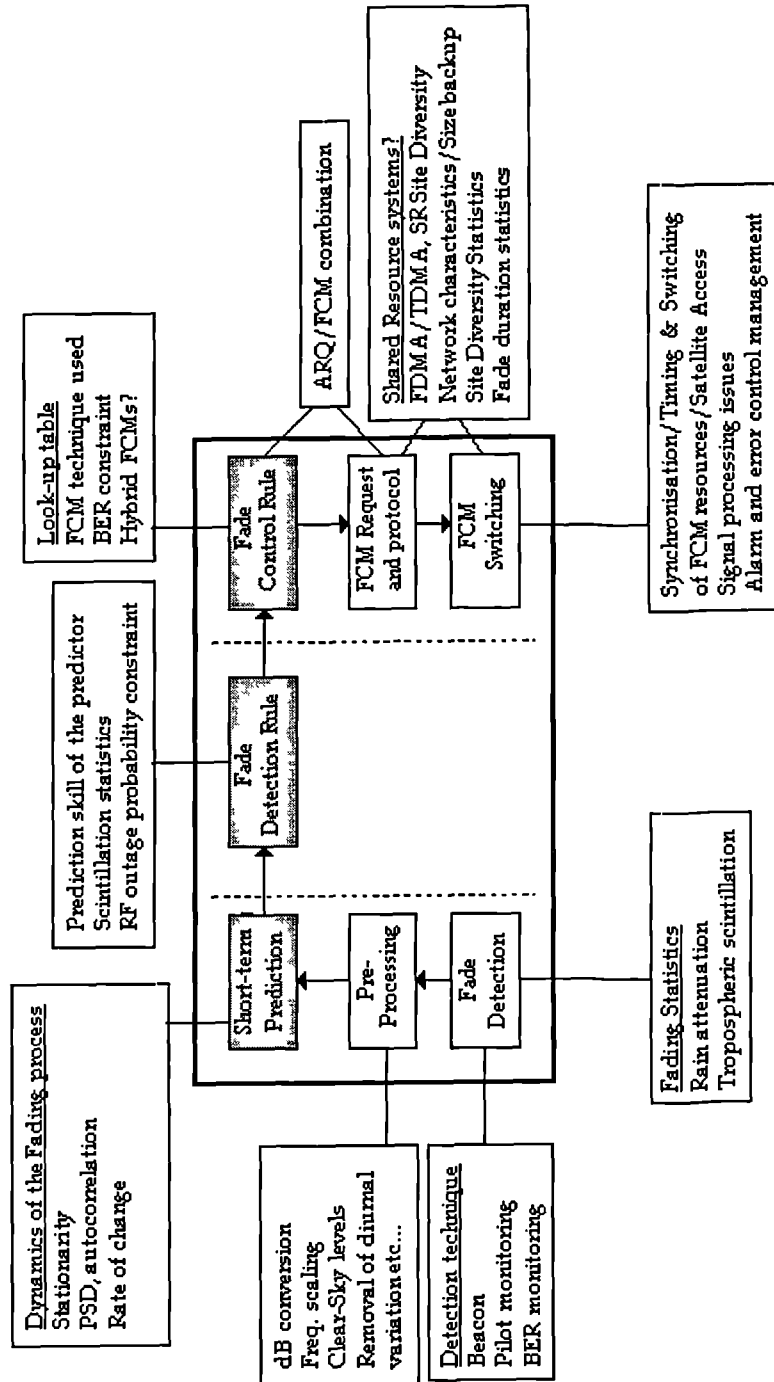 Dynamics of the Fading process
Stationarity
PSD, autocorrelation
Rate of change
Prediction skill of the predictor
Scintillation statistics
RF outage probability constraint
Look-up table
FCM technique used
BER constraint
Hybrid FCMs?
dB conversion
Freq. scaling
Clear-Sky levels
Removal of diurnal
variation etc...
Short-term
Prediction
Fade
Detection Rule
Fade
Control Rule
ARQ/FCM combination
Pre-
Processing
FCM Request
and protocol
Shared Resource systems?
FDMA/TDMA, SR Site Diversity
Network characteristics/Size backup
Site Diversity Statistics
Fade duration statistics
Detection technique
Beacon
Pilot monitoring
BER monitoring
Fade
Detection
FCM
Switching
Fading Statistics
Rain attenuation
Tropospheric scintillation
Synchronisation/Timing & Switching
of FCM resources/Satellite Access
Signal processing issues
Alarm and error control management